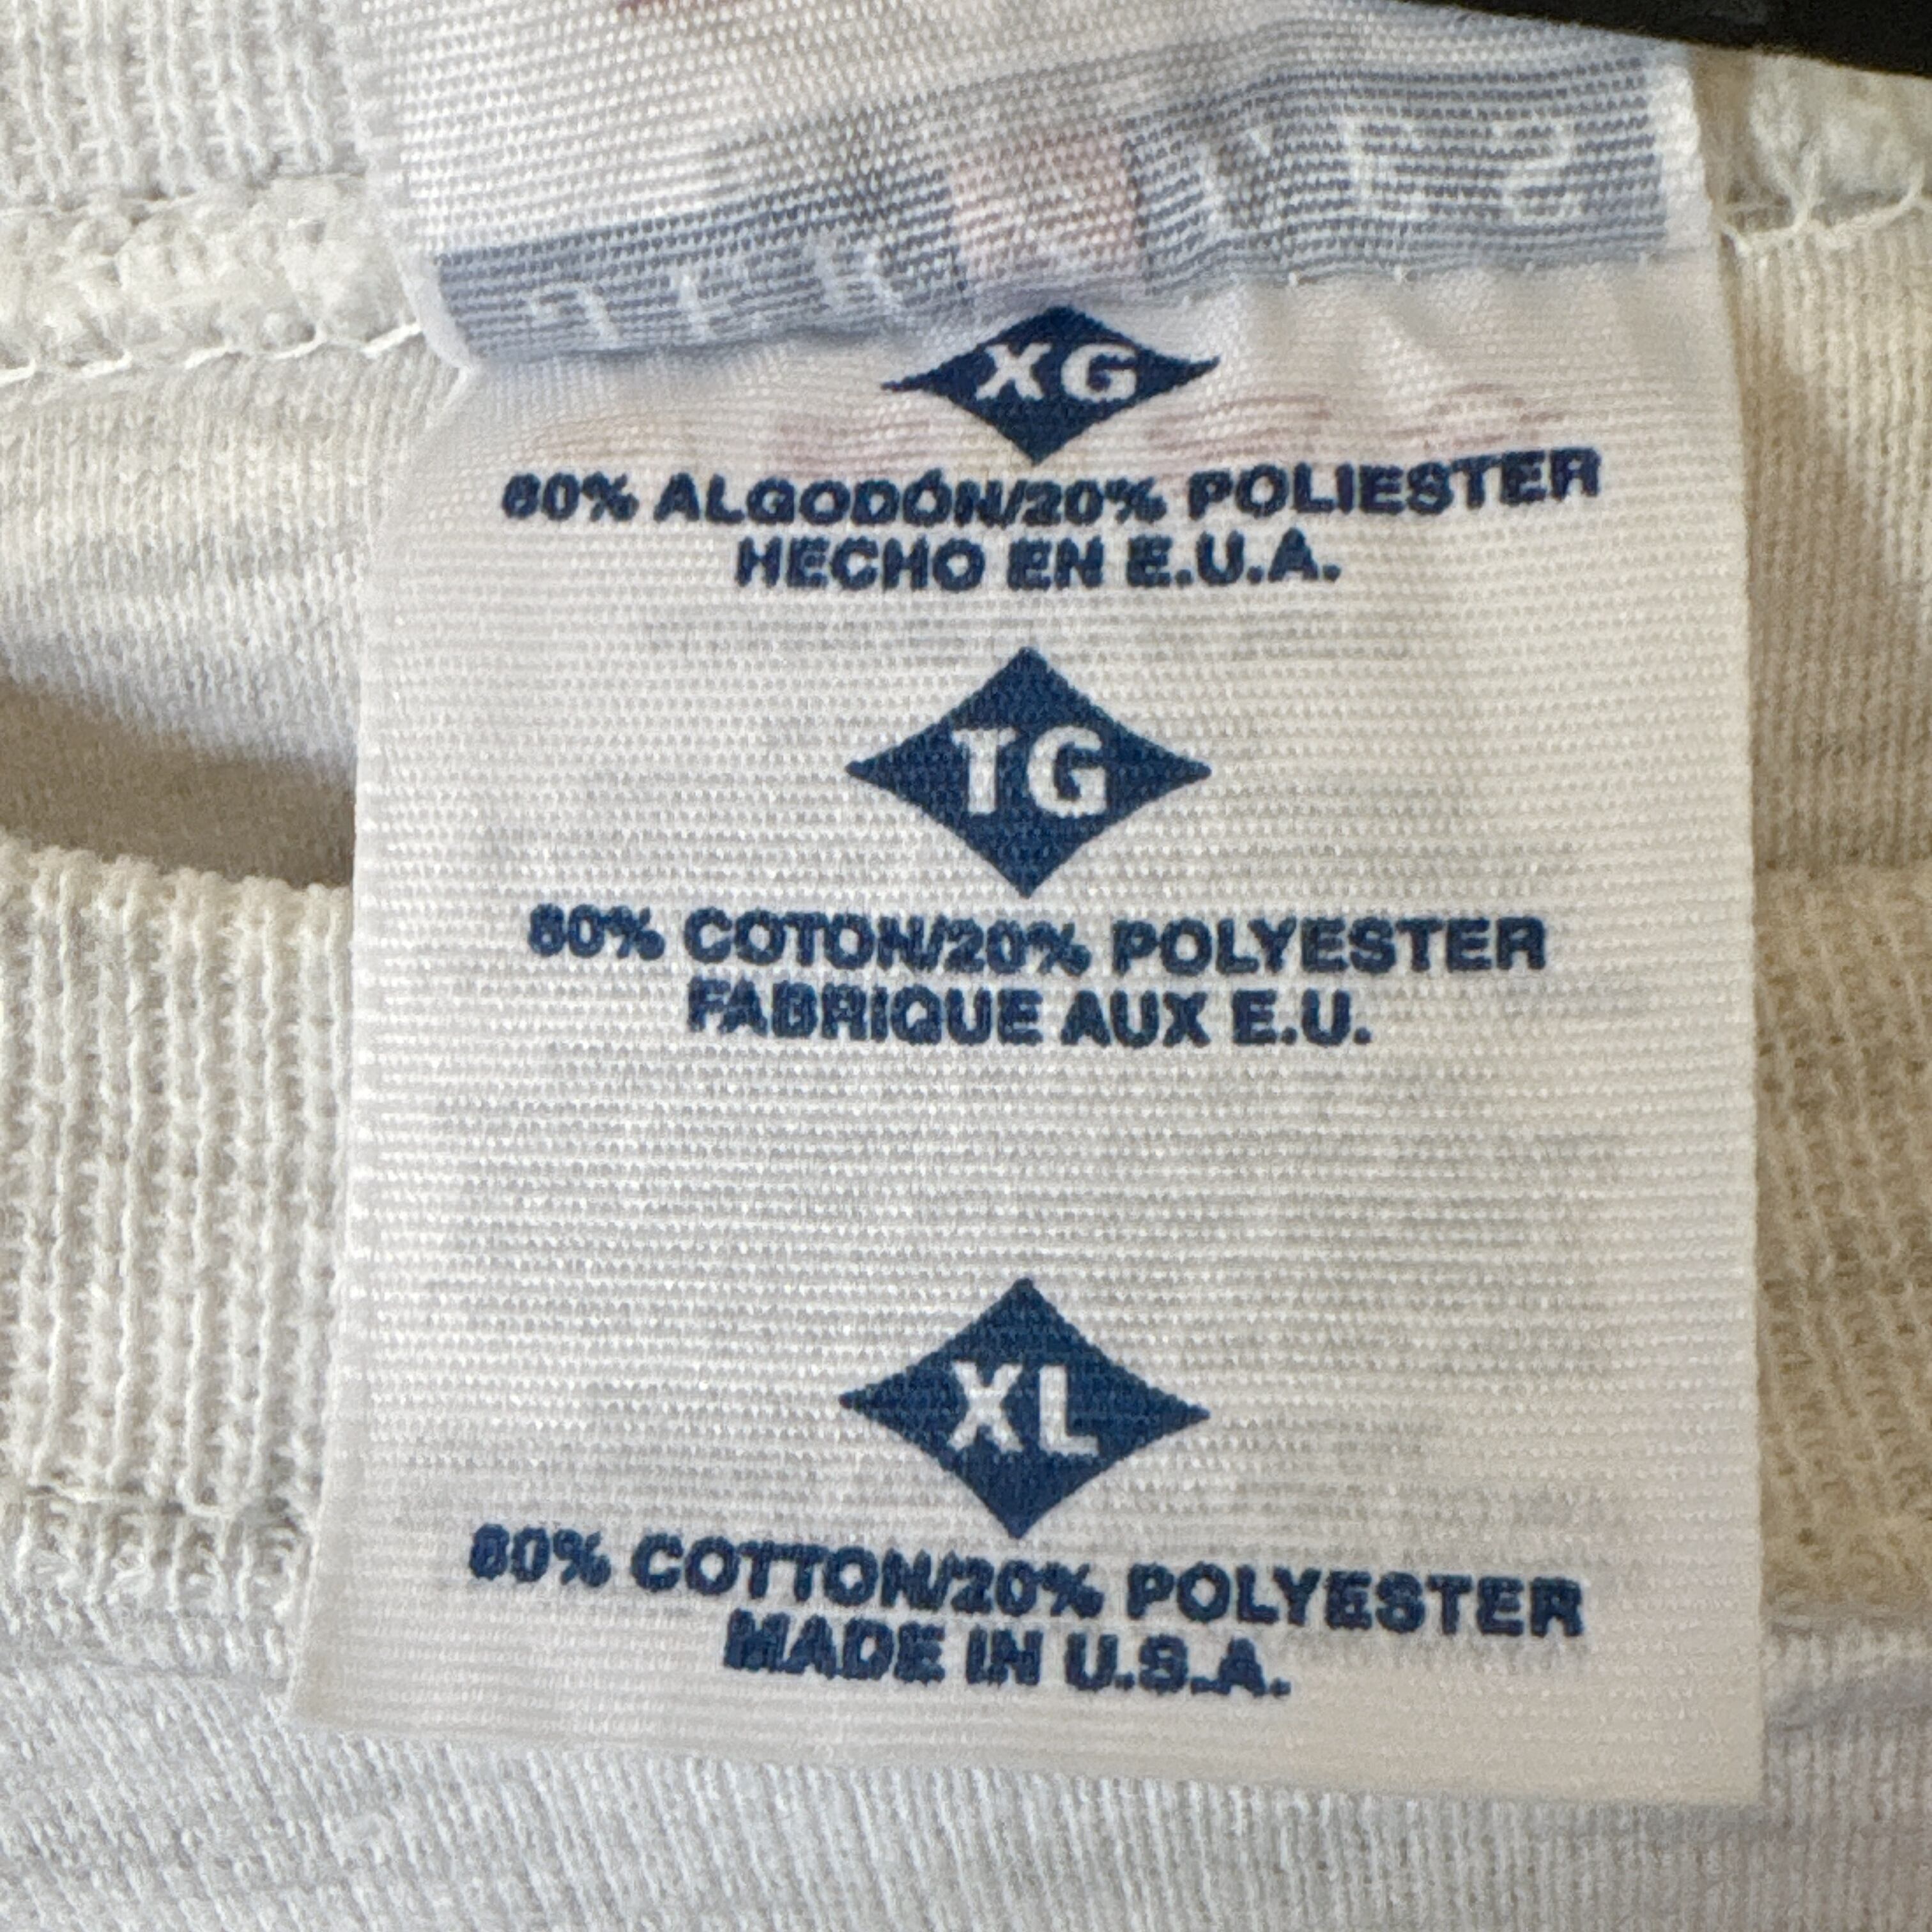 XG
80% ALGODÓN/20% POLIESTER
HECHO EN E.U.A.
TG
80% COTON/20% POLYESTER
FABRIQUE AUX E.U.
XL
80% COTTON/20% POLYESTER
MADE IN U.S.A.